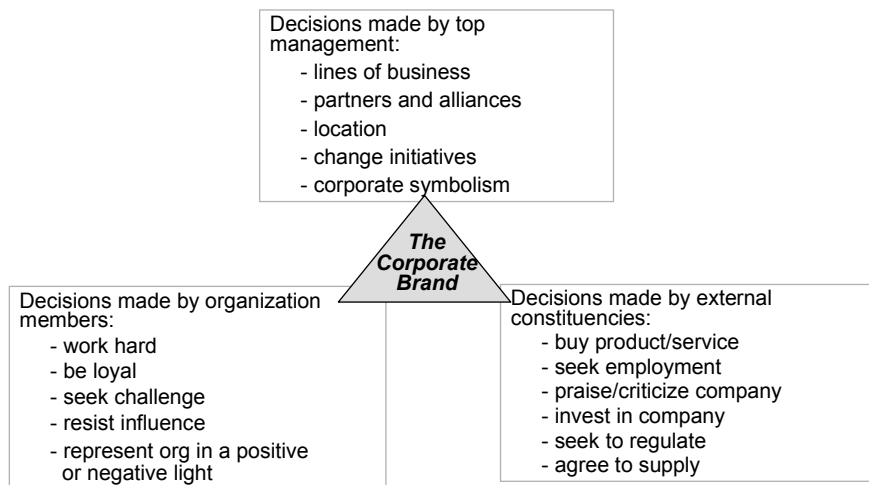 Decisions made by top
management:
- lines of business
- partners and alliances
- location
- change initiatives
- corporate symbolism
The
Corporate
Brand
Decisions made by organization
members:
- work hard
- be loyal
- seek challenge
- resist influence
- represent org in a positive
or negative light
Decisions made by external
constituencies:
- buy product/service
- seek employment
- praise/criticize company
- invest in company
- seek to regulate
- agree to supply